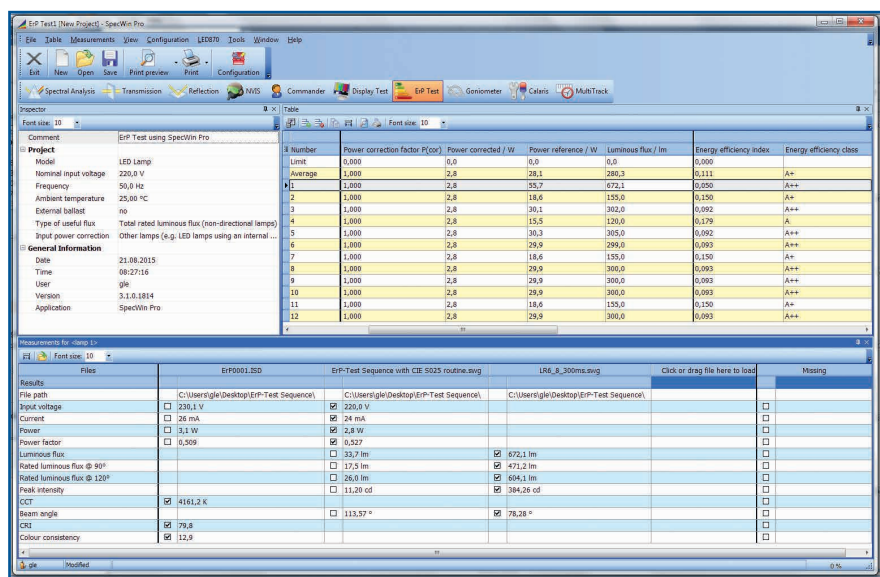 ErP Test1 [New Project] - SpecWin Pro
File Table Measurements View Configuration LED870 Tools Window Help
Exit New Open Save Print preview Print Configuration
Spectral Analysis Transmission Reflection NVIS Commander Display Test ErP Test Goniometer Calaris MultiTrack
Inspector
Font size: 10
Comment ErP Test using SpecWin Pro
Project
Model LED Lamp
Nominal input voltage 220,0 V
Frequency 50,0 Hz
Ambient temperature 25,00 ºC
External ballast no
Type of useful flux Total rated luminous flux (non-directional lamps)
Input power correction Other lamps (e.g. LED lamps using an internal ...
General Information
Date 21.08.2015
Time 08:27:16
User gle
Version 3.1.0.1814
Application SpecWin Pro
Table
Font size: 10
Number Power correction factor P(cor) Power corrected / W Power reference / W Luminous flux / lm Energy efficiency index Energy efficiency class
Limit 0,000 0,0 0,0 0,0 0,000
Average 1,000 2,8 28,1 280,3 0,111 A+
1 1,000 2,8 55,7 672,1 0,050 A++
2 1,000 2,8 18,6 155,0 0,150 A+
3 1,000 2,8 30,1 302,0 0,092 A++
4 1,000 2,8 15,5 120,0 0,179 A
5 1,000 2,8 30,3 305,0 0,092 A++
6 1,000 2,8 29,9 299,0 0,093 A++
7 1,000 2,8 18,6 155,0 0,150 A+
8 1,000 2,8 29,9 300,0 0,093 A++
9 1,000 2,8 29,9 300,0 0,093 A++
10 1,000 2,8 29,9 300,0 0,093 A++
11 1,000 2,8 18,6 155,0 0,150 A+
12 1,000 2,8 29,9 300,0 0,093 A++
Measurements for <lamp 1>
Font size: 10
Files ErP0001.ISD ErP-Test Sequence with CIE S025 routine.swg LR6_8_300ms.swg Click or drag file here to load Missing
Results
File path C:\Users\gle\Desktop\ErP-Test Sequence\ C:\Users\gle\Desktop\ErP-Test Sequence\ C:\Users\gle\Desktop\ErP-Test Sequence\
Input voltage 230,1 V 220,0 V
Current 26 mA 24 mA
Power 3,1 W 2,8 W
Power factor 0,509 0,527
Luminous flux 33,7 lm 672,1 lm
Rated luminous flux @ 90º 17,5 lm 471,2 lm
Rated luminous flux @ 120º 26,0 lm 604,1 lm
Peak intensity 11,20 cd 384,26 cd
CCT 4161,2 K
Beam angle 113,57 º 78,28 º
CRI 79,8
Colour consistency 12,9
gle Modified 0 %